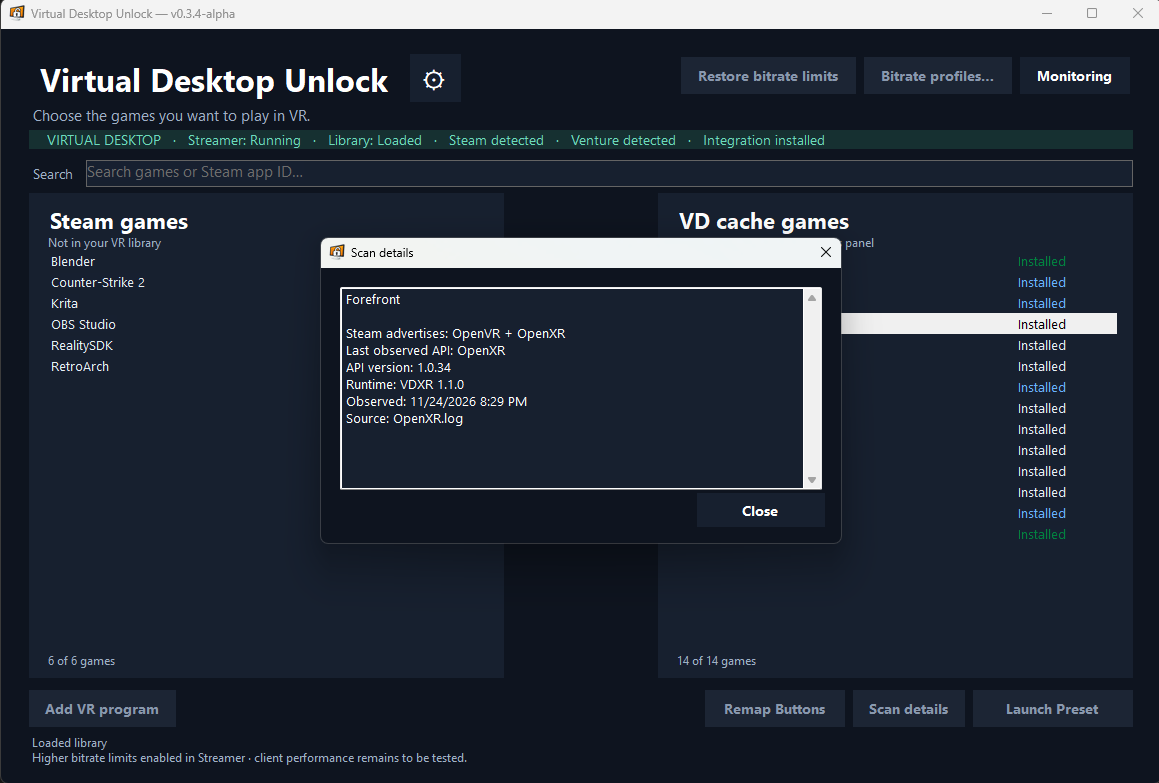 Virtual Desktop Unlock — v0.3.4-alpha
Virtual Desktop Unlock
Restore bitrate limits
Bitrate profiles...
Monitoring
Choose the games you want to play in VR.
VIRTUAL DESKTOP · Streamer: Running · Library: Loaded · Steam detected · Venture detected · Integration installed
Search
Search games or Steam app ID...
Steam games
Not in your VR library
Blender
Counter-Strike 2
Krita
OBS Studio
RealitySDK
RetroArch
6 of 6 games
Scan details
Forefront
Steam advertises: OpenVR + OpenXR
Last observed API: OpenXR
API version: 1.0.34
Runtime: VDXR 1.1.0
Observed: 11/24/2026 8:29 PM
Source: OpenXR.log
Close
VD cache games
panel
Installed
Installed
Installed
Installed
Installed
Installed
Installed
Installed
Installed
Installed
Installed
Installed
Installed
Installed
14 of 14 games
Add VR program
Remap Buttons
Scan details
Launch Preset
Loaded library
Higher bitrate limits enabled in Streamer · client performance remains to be tested.